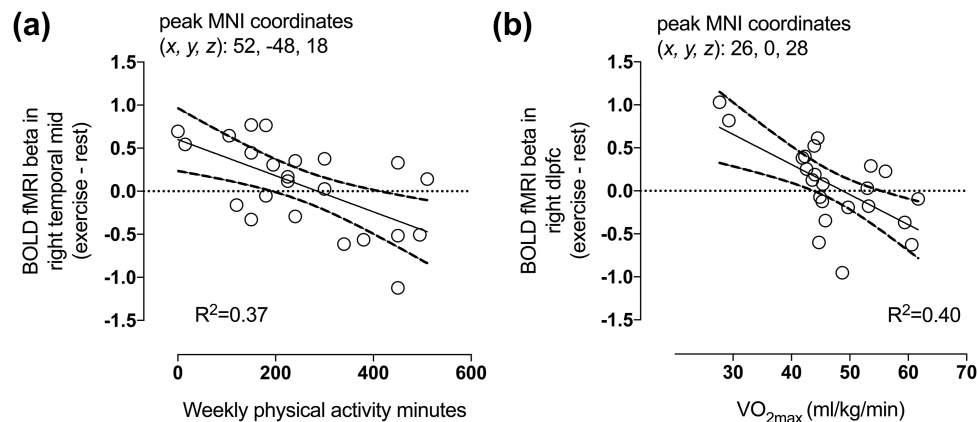 (a)
peak MNI coordinates
(x, y, z): 52, -48, 18
BOLD fMRI beta in
right temporal mid
(exercise - rest)
1.5
1.0
0.5
0.0
-0.5
-1.0
-1.5
R²=0.37
0
200
400
600
Weekly physical activity minutes
(b)
peak MNI coordinates
(x, y, z): 26, 0, 28
BOLD fMRI beta in
right dlpfc
(exercise - rest)
1.5
1.0
0.5
0.0
-0.5
-1.0
-1.5
R²=0.40
30
40
50
60
70
VO₂max (ml/kg/min)